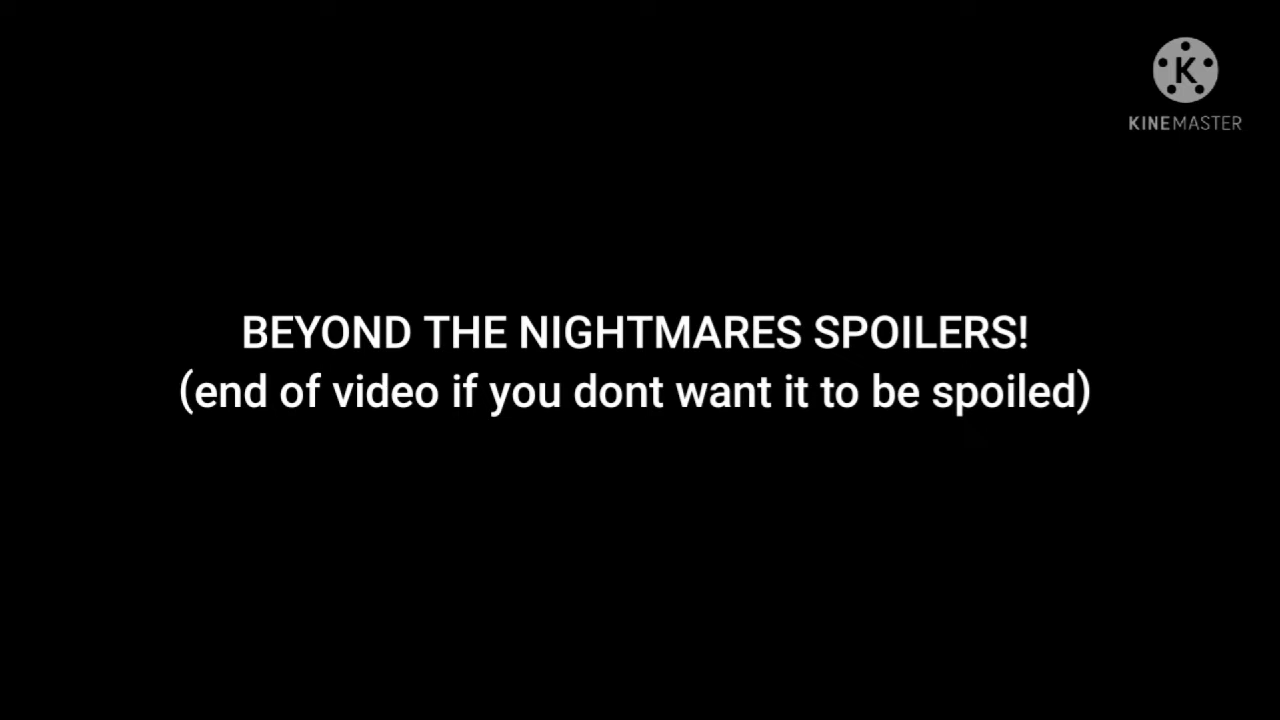 K
KINEMASTER
BEYOND THE NIGHTMARES SPOILERS!
(end of video if you dont want it to be spoiled)